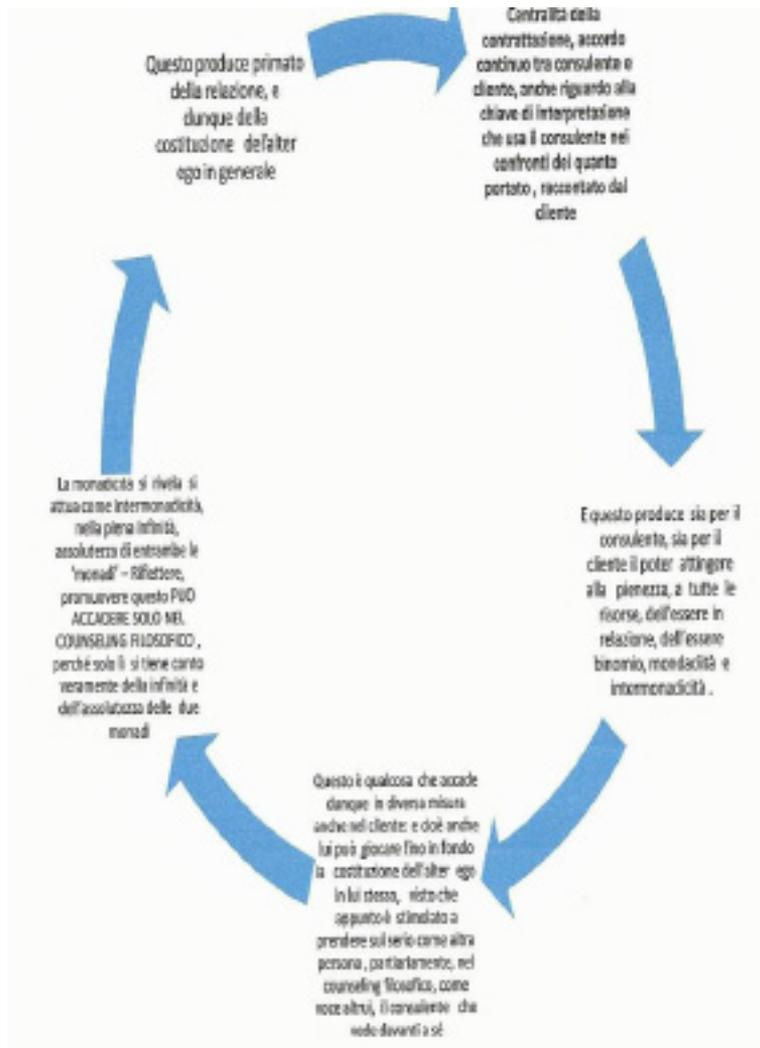 Questo produce primato
della relazione, e
dunque della
costituzione dell'alter
ego in generale
Centralità della
contrattazione, accordo
continuo tra consulente e
cliente, anche riguardo alla
chiave di interpretazione
che usa il consulente nei
confronti dei quanto
portato , raccontato dal
cliente
E questo produce sia per il
consulente, sia per il
cliente il poter attingere
alla pienezza, a tutte le
risorse, dell'essere in
relazione, dell'essere
binomio, mondaciità e
intermonadicità .
Questo è qualcosa che accade
dunque in diversa misura
anche nel cliente: e cioè anche
lui può giocare fino in fondo
la costituzione dell'alter ego
in lui stesso, visto che
appunto è stimolato a
prendere sul serio come altra
persona, pariariamente, nel
counseling filosofico, come
voce altrui, il consulente che
vede davanti a sé
La monadicità si rivela si
attua come intermonadicità,
nella piena infinità,
assolutezza di entrambe le
'monadi' – Riflettere,
promuovere questo PUO
ACCADERE SOLO NEL
COUNSELING FILOSOFICO ,
perché solo lì si tiene conto
veramente della infinità e
dell'assolutezza delle due
monadi